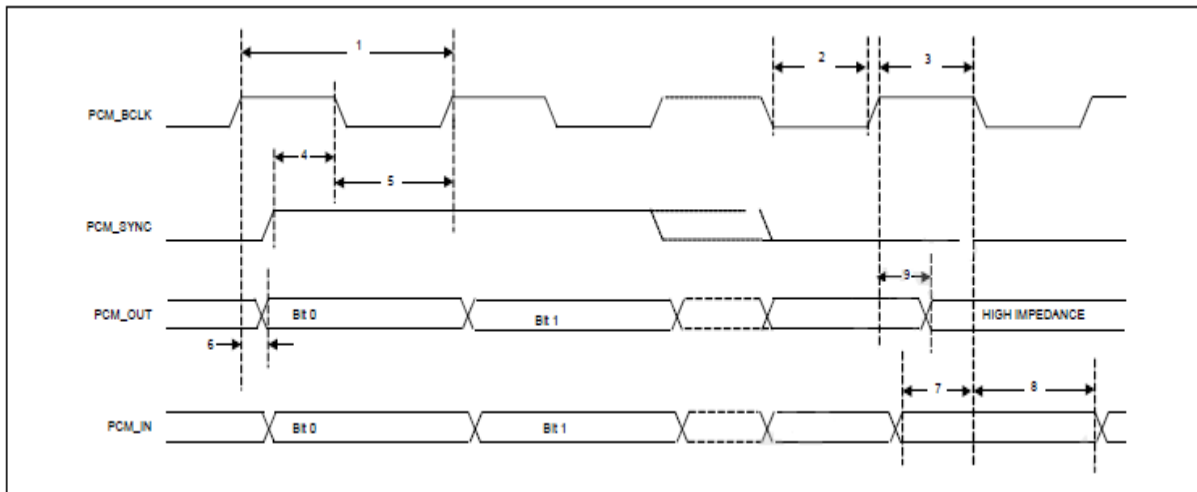 1
2
3
PCM_BCLK
4
5
PCM_SYNC
9
PCM_OUT
Bit 0
Bit 1
HIGH IMPEDANCE
6
7
8
PCM_IN
Bit 0
Bit 1